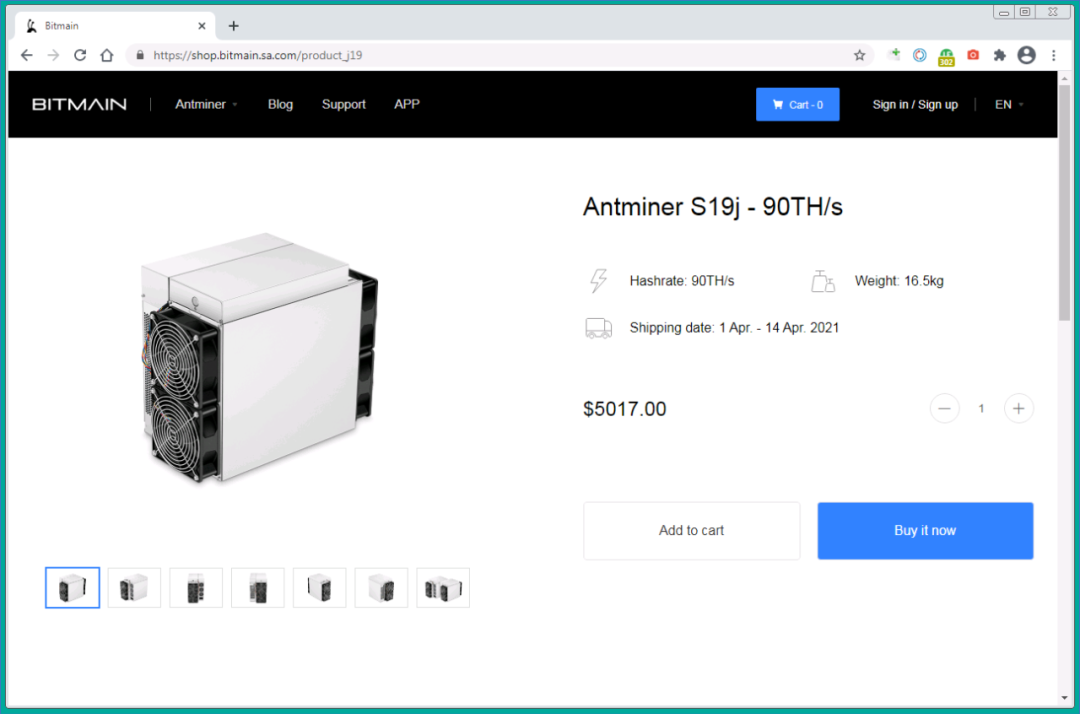 Bitmain
https://shop.bitmain.sa.com/product_j19
302
BITMAIN Antminer Blog Support APP Cart - 0 Sign in / Sign up EN
Antminer S19j - 90TH/s
Hashrate: 90TH/s Weight: 16.5kg
Shipping date: 1 Apr. - 14 Apr. 2021
$5017.00 1
Add to cart Buy it now